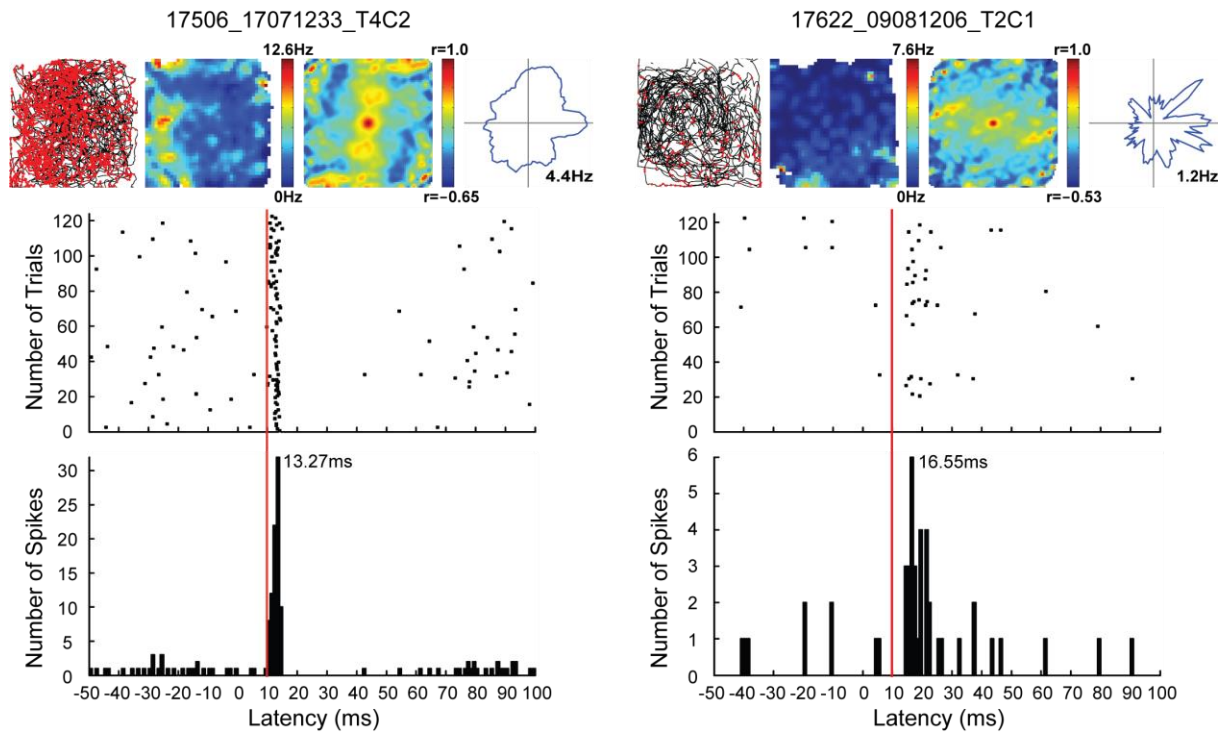 17506_17071233_T4C2
12.6Hz
r=1.0
0Hz
r=−0.65
4.4Hz
Number of Trials
120
100
80
60
40
20
0
Number of Spikes
13.27ms
30
25
20
15
10
5
0
-50 -40 -30 -20 -10 0 10 20 30 40 50 60 70 80 90 100
Latency (ms)
17622_09081206_T2C1
7.6Hz
r=1.0
0Hz
r=−0.53
1.2Hz
Number of Trials
120
100
80
60
40
20
0
Number of Spikes
16.55ms
6
5
4
3
2
1
0
-50 -40 -30 -20 -10 0 10 20 30 40 50 60 70 80 90 100
Latency (ms)